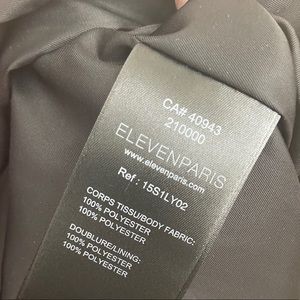 CA# 40943
210000
ELEVENPARIS
www.elevenparis.com
Ref : 15S1LY02
CORPS TISSU/BODY FABRIC:
100% POLYESTER
100% POLYESTER
DOUBLURE/LINING:
100% POLYESTER
100% POLYESTER